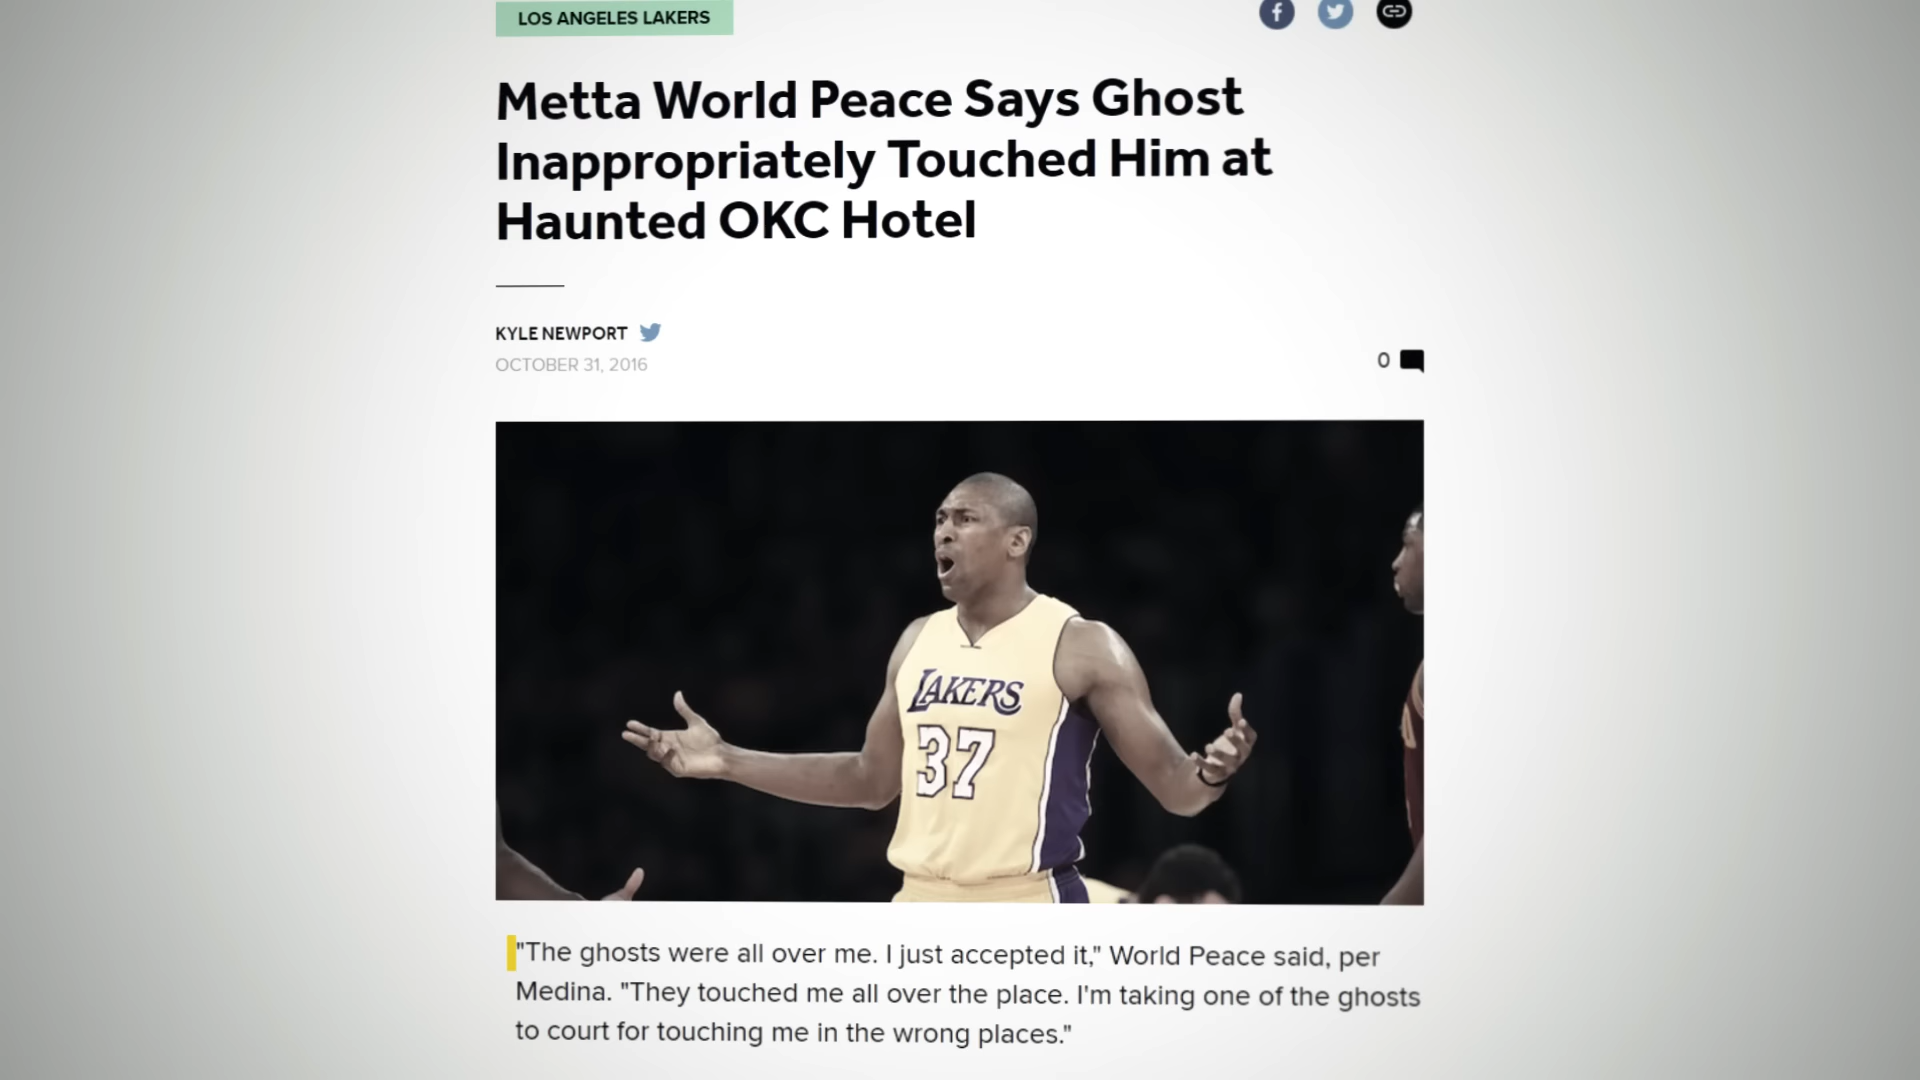 LOS ANGELES LAKERS
Metta World Peace Says Ghost
Inappropriately Touched Him at
Haunted OKC Hotel
KYLE NEWPORT
OCTOBER 31, 2016
0
LAKERS
37
"The ghosts were all over me. I just accepted it," World Peace said, per
Medina. "They touched me all over the place. I'm taking one of the ghosts
to court for touching me in the wrong places."